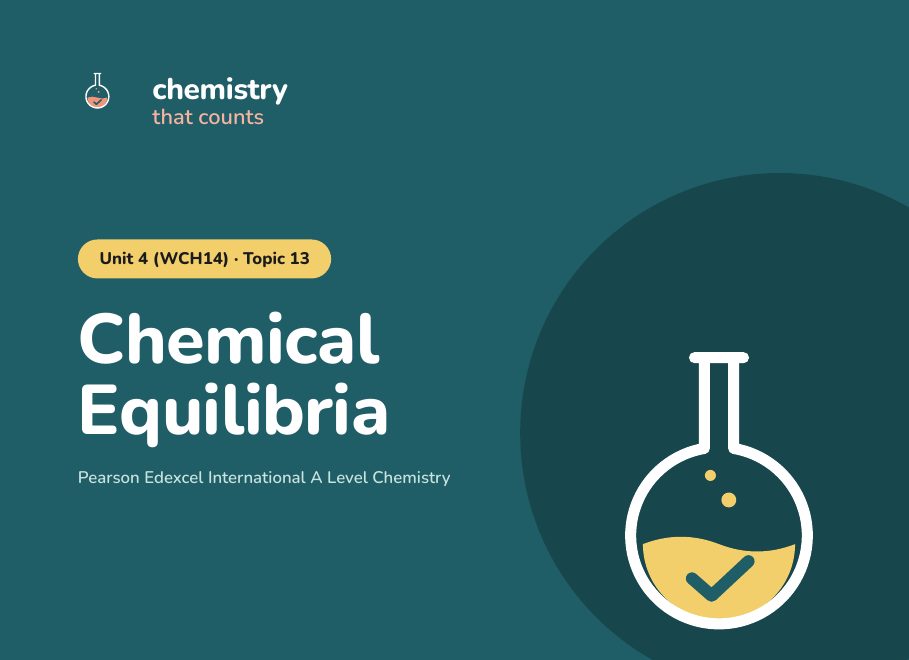 chemistry
that counts
Unit 4 (WCH14) · Topic 13
Chemical
Equilibria
Pearson Edexcel International A Level Chemistry